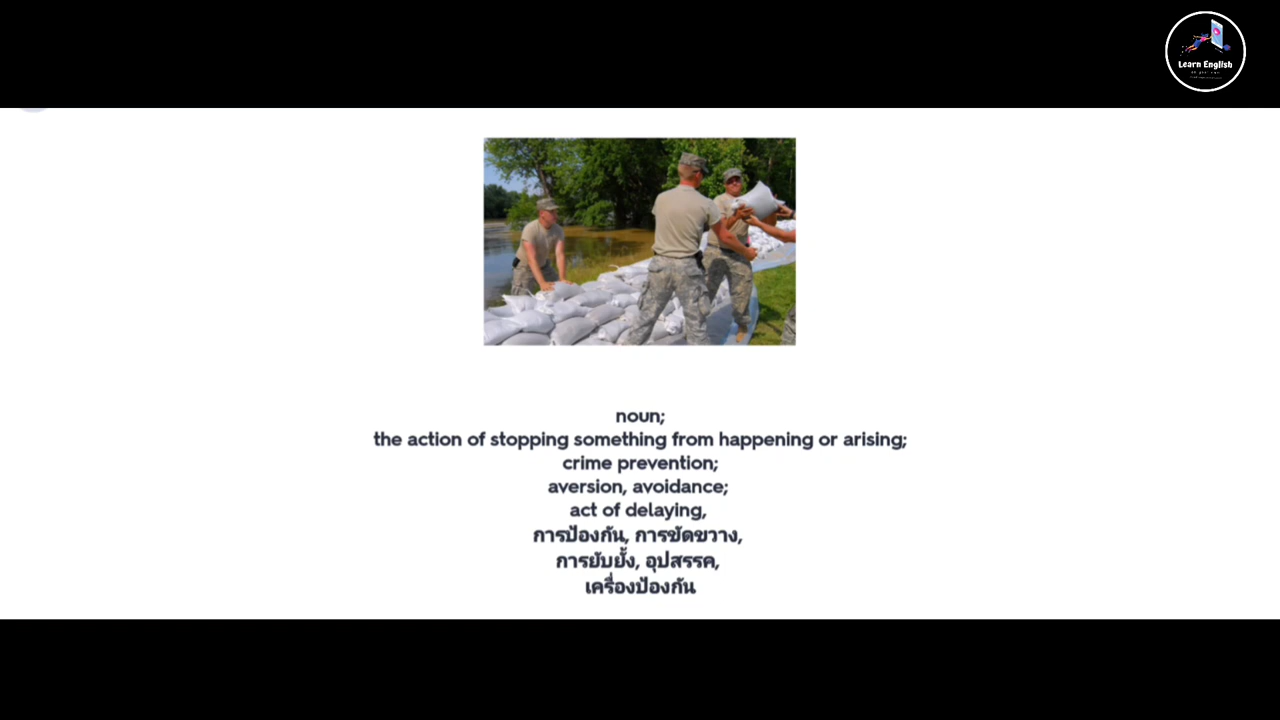 Learn English
noun;
the action of stopping something from happening or arising;
crime prevention;
aversion, avoidance;
act of delaying,
การป้องกัน, การขัดขวาง,
การยับยั้ง, อุปสรรค,
เครื่องป้องกัน